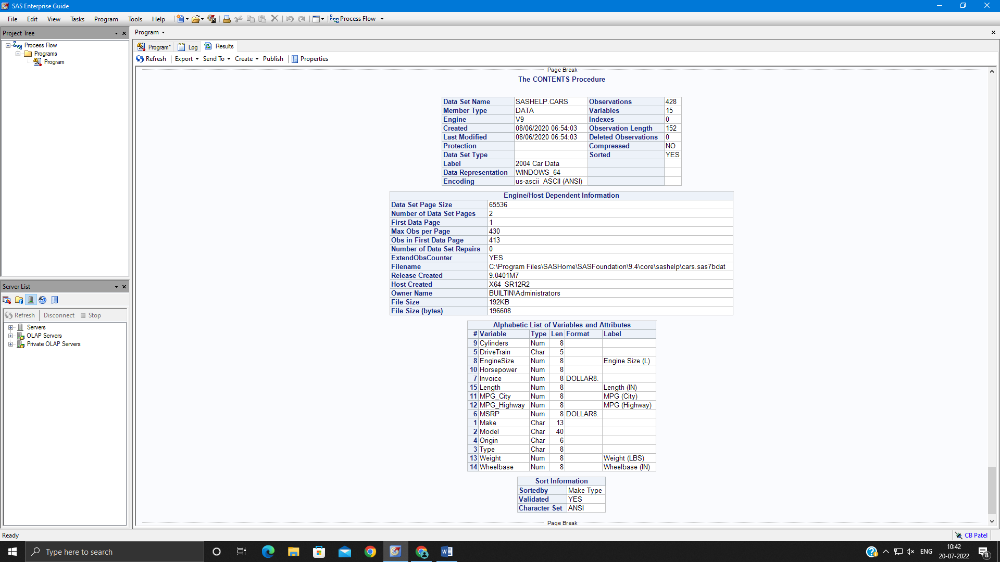 SAS Enterprise Guide
File Edit View Tasks Program Tools Help Process Flow
Project Tree
Process Flow
Programs
Program
Server List
Refresh Disconnect Stop
Servers
OLAP Servers
Private OLAP Servers
Program
Program* Log Results
Refresh Export Send To Create Publish Properties
Page Break
The CONTENTS Procedure
Data Set Name SASHELP.CARS Observations 428
Member Type DATA Variables 15
Engine V9 Indexes 0
Created 08/06/2020 06:54:03 Observation Length 152
Last Modified 08/06/2020 06:54:03 Deleted Observations 0
Protection Compressed NO
Data Set Type Sorted YES
Label 2004 Car Data
Data Representation WINDOWS_64
Encoding us-ascii ASCII (ANSI)
Engine/Host Dependent Information
Data Set Page Size 65536
Number of Data Set Pages 2
First Data Page 1
Max Obs per Page 430
Obs in First Data Page 413
Number of Data Set Repairs 0
ExtendObsCounter YES
Filename C:\Program Files\SASHome\SASFoundation\9.4\core\sashelp\cars.sas7bdat
Release Created 9.0401M7
Host Created X64_SR12R2
Owner Name BUILTIN\Administrators
File Size 192KB
File Size (bytes) 196608
Alphabetic List of Variables and Attributes
# Variable Type Len Format Label
9 Cylinders Num 8
5 DriveTrain Char 5
8 EngineSize Num 8 Engine Size (L)
10 Horsepower Num 8
7 Invoice Num 8 DOLLAR8.
15 Length Num 8 Length (IN)
11 MPG_City Num 8 MPG (City)
12 MPG_Highway Num 8 MPG (Highway)
6 MSRP Num 8 DOLLAR8.
1 Make Char 13
2 Model Char 40
4 Origin Char 6
3 Type Char 8
13 Weight Num 8 Weight (LBS)
14 Wheelbase Num 8 Wheelbase (IN)
Sort Information
Sortedby Make Type
Validated YES
Character Set ANSI
Page Break
Ready
CB Patel
Type here to search
ENG
10:42
20-07-2022
8